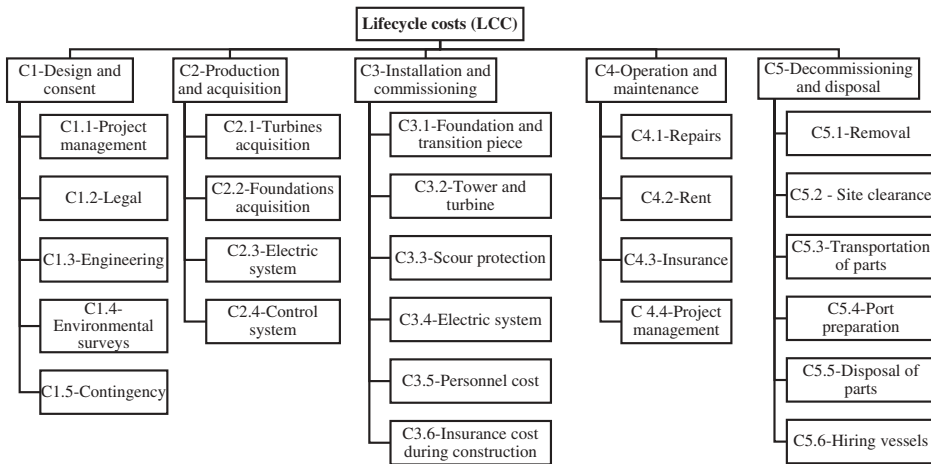 Lifecycle costs (LCC)
C1-Design and
consent
C1.1-Project
management
C1.2-Legal
C1.3-Engineering
C1.4-
Environmental
surveys
C1.5-Contingency
C2-Production
and acquisition
C2.1-Turbines
acquisition
C2.2-Foundations
acquisition
C2.3-Electric
system
C2.4-Control
system
C3-Installation and
commissioning
C3.1-Foundation and
transition piece
C3.2-Tower and
turbine
C3.3-Scour protection
C3.4-Electric system
C3.5-Personnel cost
C3.6-Insurance cost
during construction
C4-Operation and
maintenance
C4.1-Repairs
C4.2-Rent
C4.3-Insurance
C 4.4-Project
management
C5-Decommissioning
and disposal
C5.1-Removal
C5.2 - Site clearance
C5.3-Transportation
of parts
C5.4-Port
preparation
C5.5-Disposal of
parts
C5.6-Hiring vessels